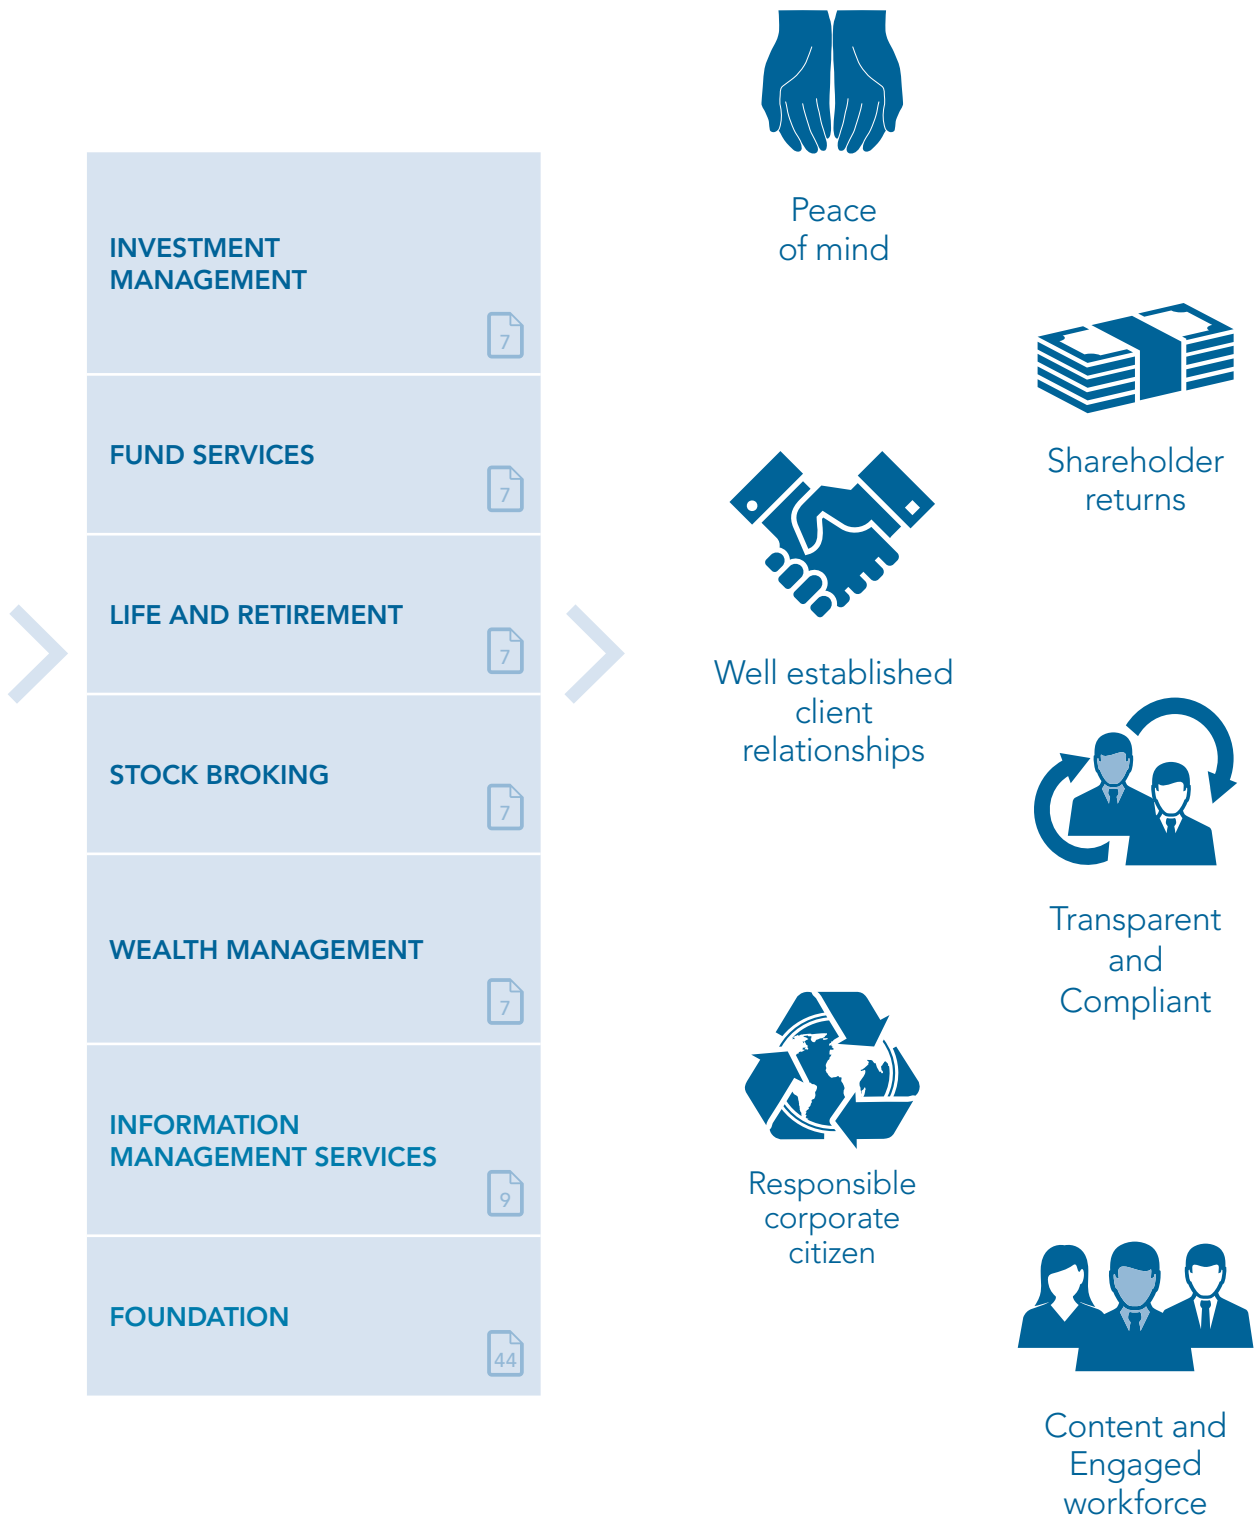 INVESTMENT
MANAGEMENT
7
FUND SERVICES
7
LIFE AND RETIREMENT
7
STOCK BROKING
7
WEALTH MANAGEMENT
7
INFORMATION
MANAGEMENT SERVICES
9
FOUNDATION
44
Peace
of mind
Shareholder
returns
Well established
client
relationships
Transparent
and
Compliant
Responsible
corporate
citizen
Content and
Engaged
workforce